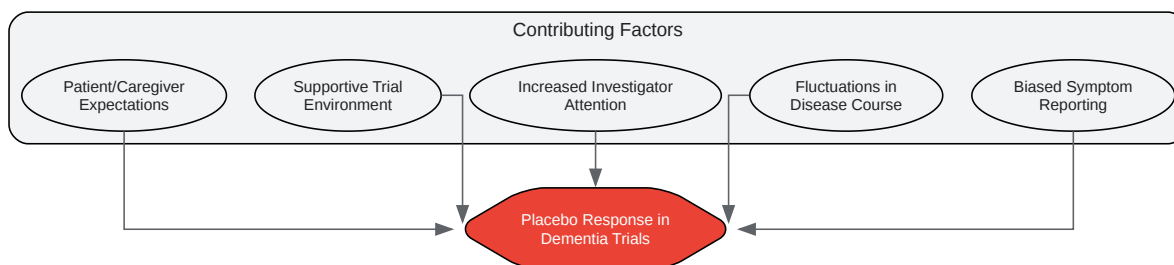 Contributing Factors
Patient/Caregiver
Expectations
Supportive Trial
Environment
Increased Investigator
Attention
Fluctuations in
Disease Course
Biased Symptom
Reporting
Placebo Response in
Dementia Trials